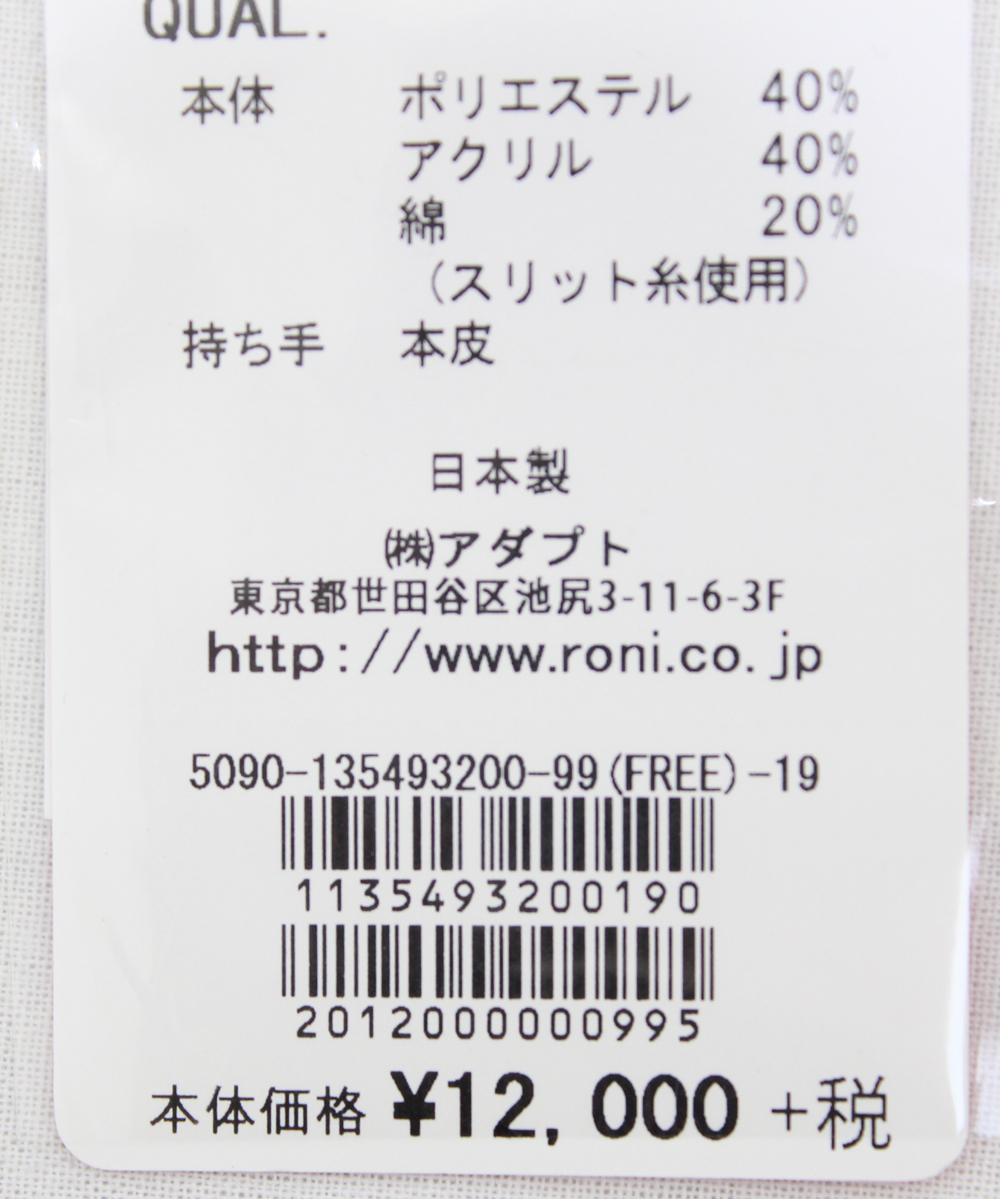 QUAL.
本体 ポリエステル 40%
アクリル 40%
綿 20%
(スリット糸使用)
持ち手 本皮
日本製
㈱アダプト
東京都世田谷区池尻3-11-6-3F
http://www.roni.co.jp
5090-135493200-99(FREE)-19
1135493200190
2012000000995
本体価格 ¥12,000 +税